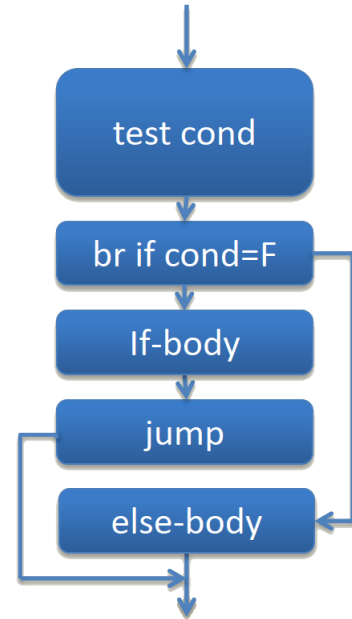 test cond
br if cond=F
If-body
jump
else-body